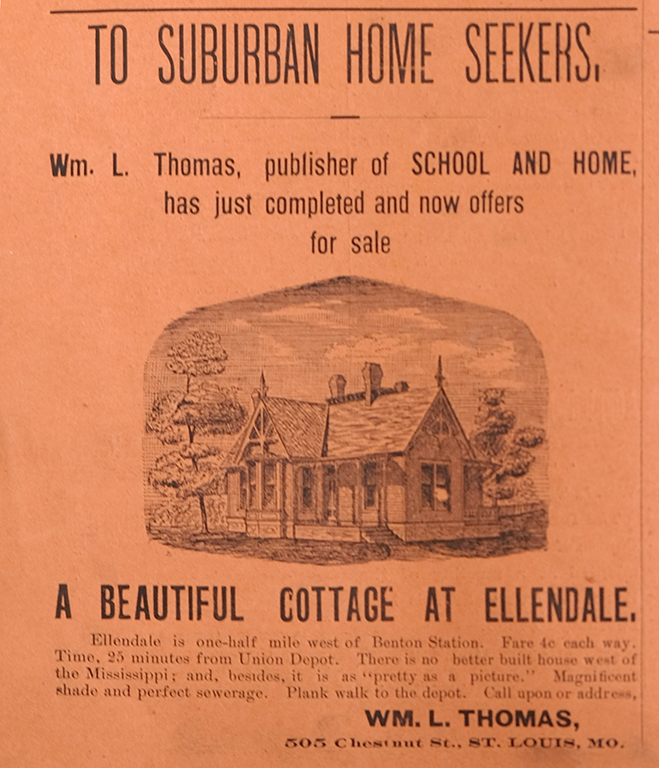 TO SUBURBAN HOME SEEKERS.
Wm. L. Thomas, publisher of SCHOOL AND HOME,
has just completed and now offers
for sale
A BEAUTIFUL COTTAGE AT ELLENDALE.
Ellendale is one-half mile west of Benton Station. Fare 4c each way.
Time, 25 minutes from Union Depot. There is no better built house west of
the Mississippi; and, besides, it is as "pretty as a picture." Magnificent
shade and perfect sewerage. Plank walk to the depot. Call upon or address,
WM. L. THOMAS,
505 Chestnut St., ST. LOUIS, MO.